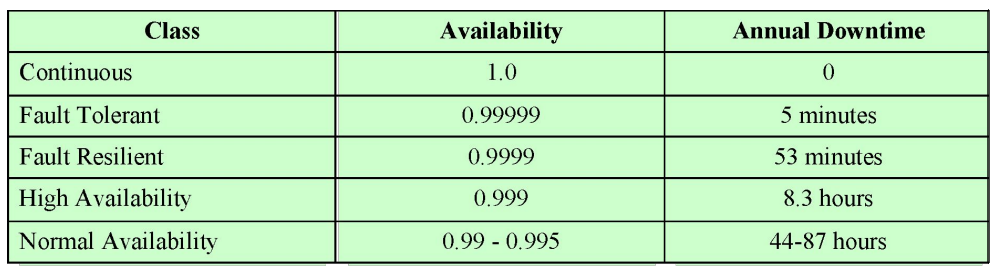 Class Availability Annual Downtime
Continuous 1.0 0
Fault Tolerant 0.99999 5 minutes
Fault Resilient 0.9999 53 minutes
High Availability 0.999 8.3 hours
Normal Availability 0.99 - 0.995 44-87 hours